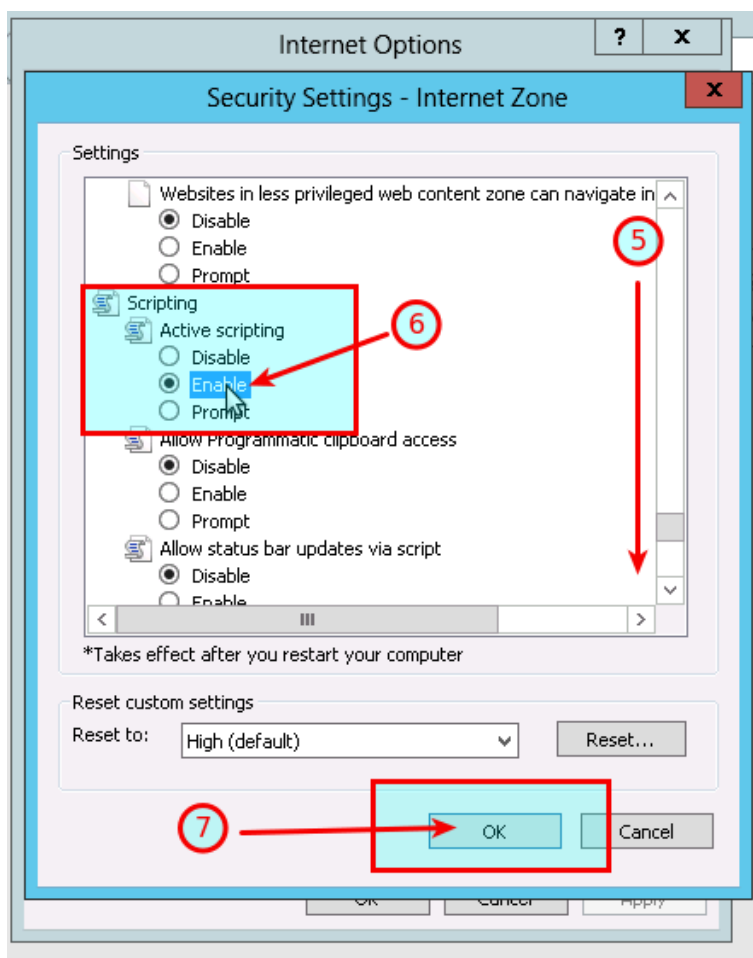 Internet Options
? x
Security Settings - Internet Zone
x
Settings
Websites in less privileged web content zone can navigate in
Disable
Enable
Prompt
5
Scripting
Active scripting
6
Disable
Enable
Prompt
Allow Programmatic clipboard access
Disable
Enable
Prompt
Allow status bar updates via script
Disable
Enable
*Takes effect after you restart your computer
Reset custom settings
Reset to:
High (default)
Reset...
7
OK
Cancel
OK
Cancel
Apply